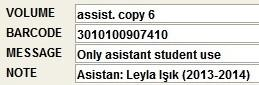 VOLUME assist. copy 6
BARCODE 3010100907410
MESSAGE Only asistant student use
NOTE Asistan: Leyla Işık (2013-2014)